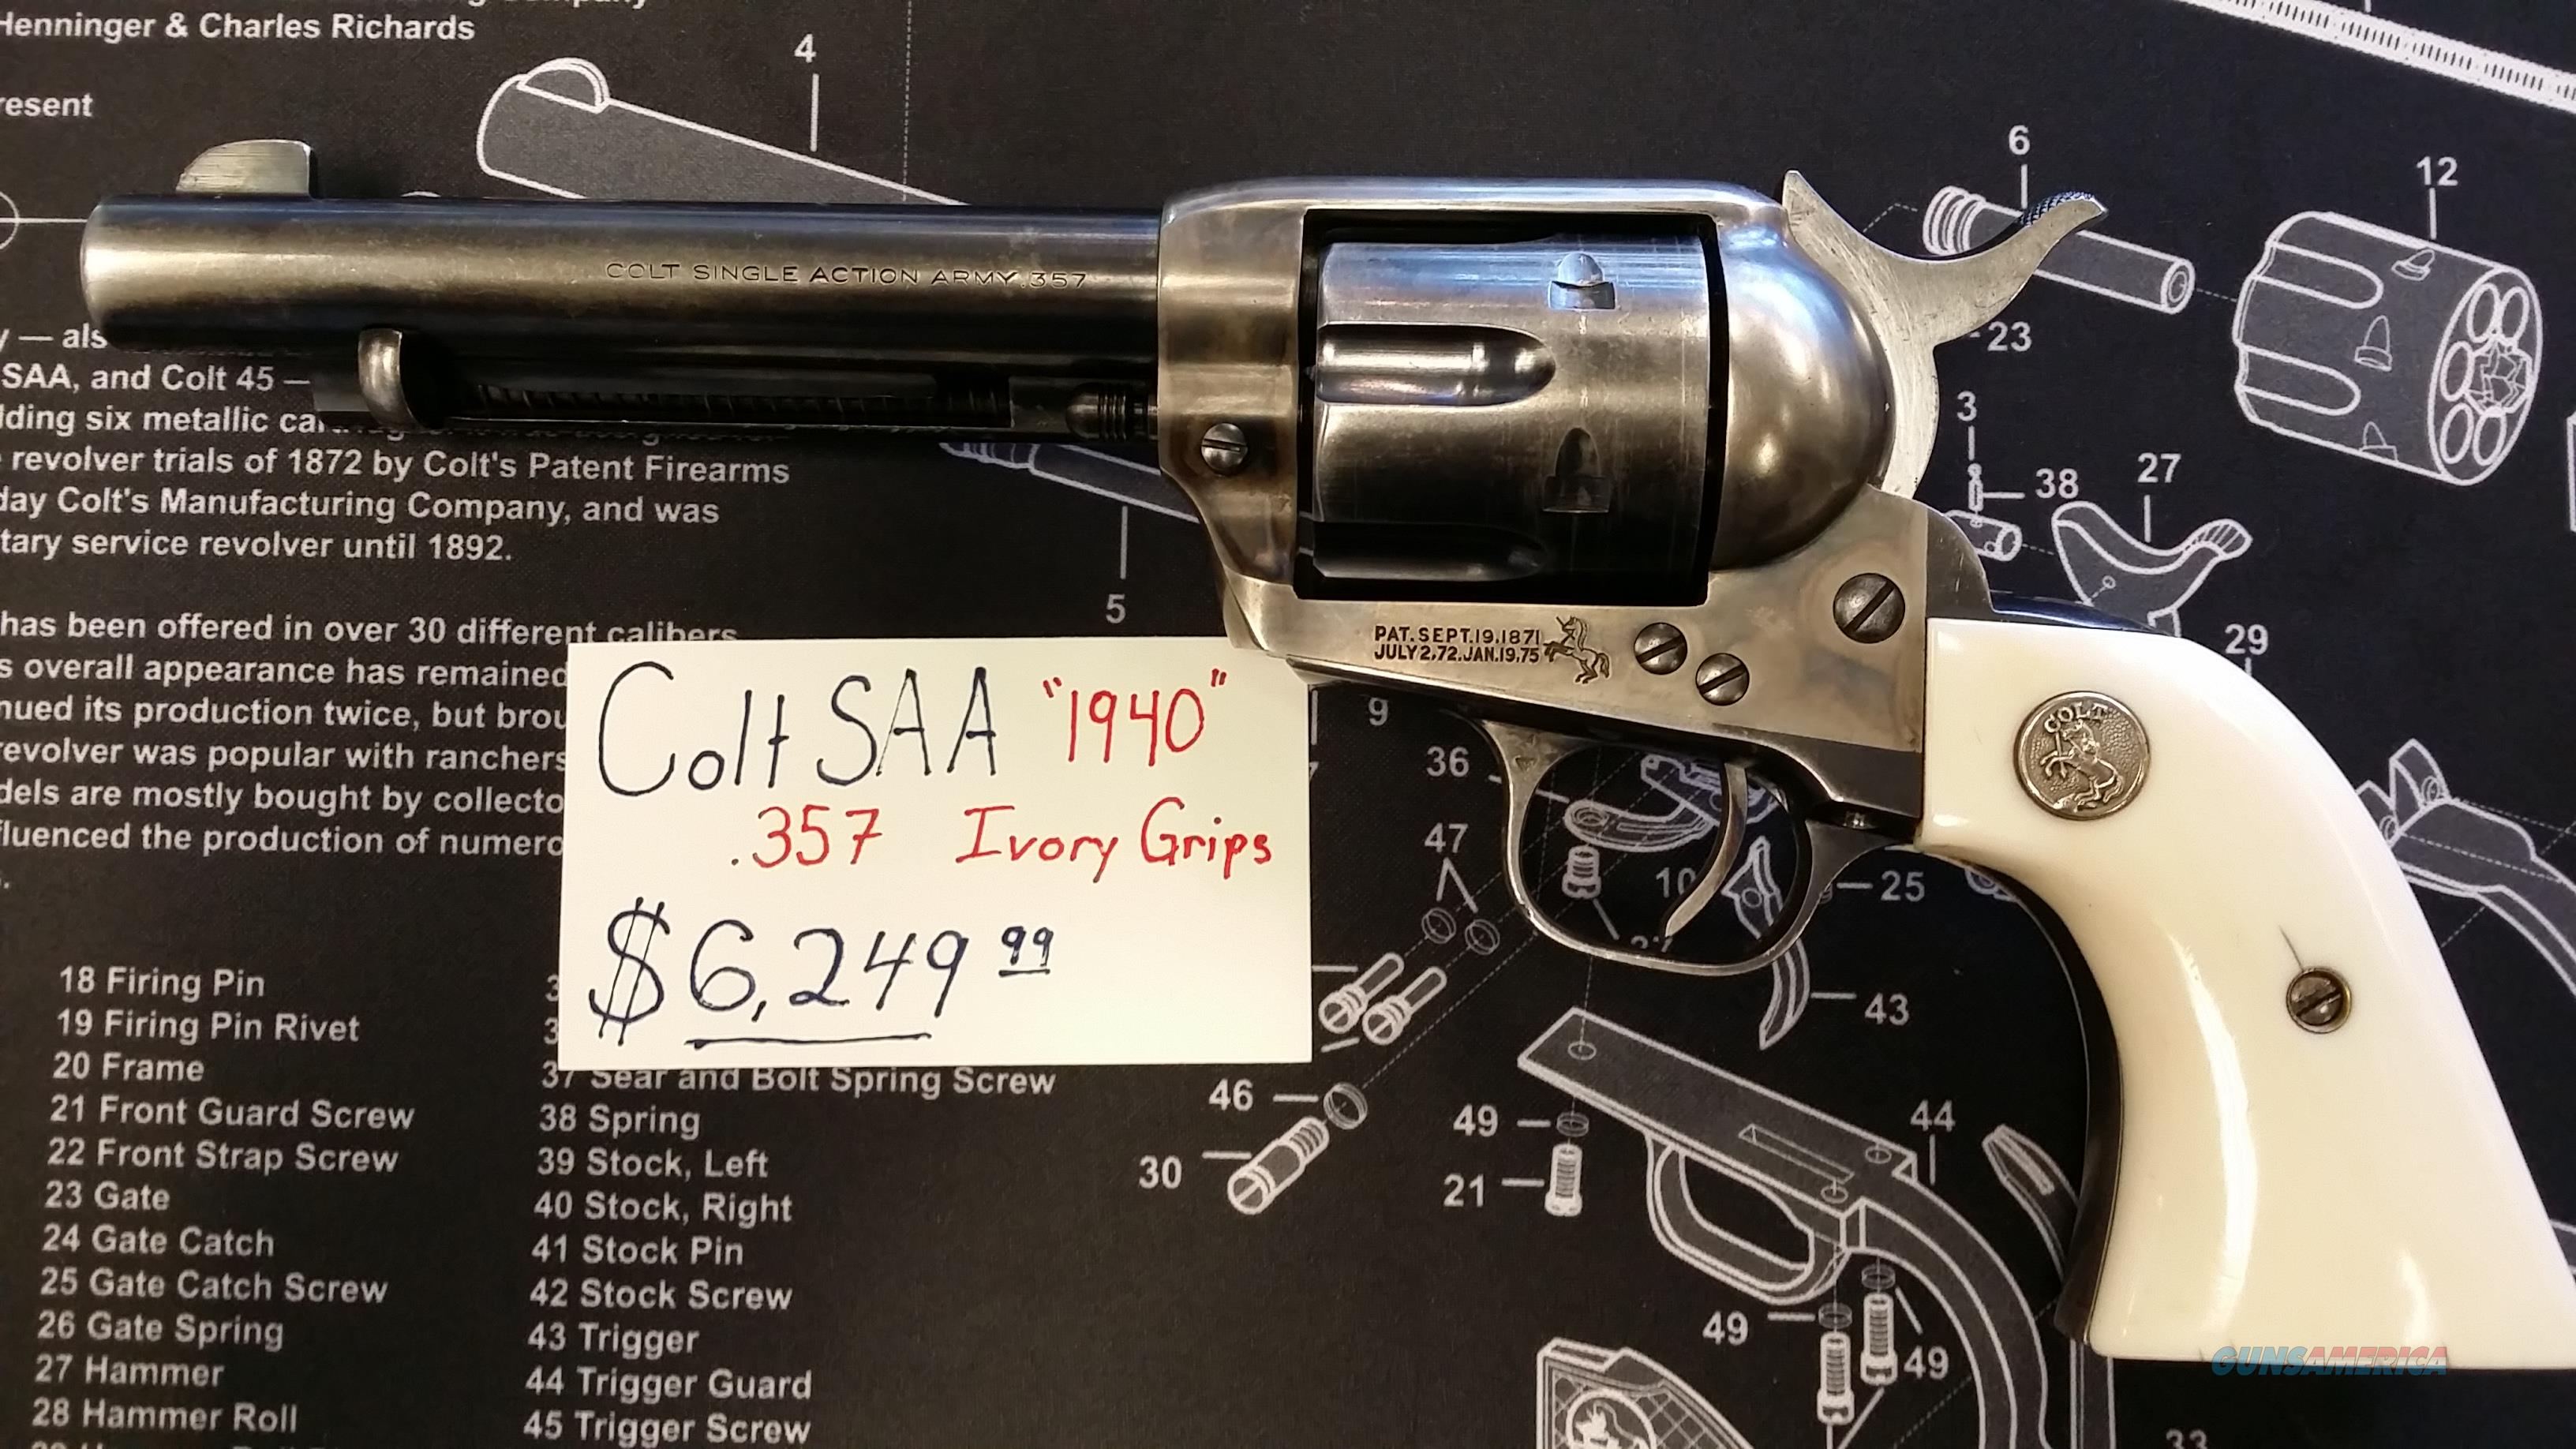 Henninger & Charles Richards
4
resent
6
12
COLT SINGLE ACTION ARMY .357
23
y — als
SAA, and Colt 45 —
lding six metallic
revolver trials of 1872 by Colt's Patent Firearms
day Colt's Manufacturing Company, and was
tary service revolver until 1892.
3
38
27
5
has been offered in over 30 different calibers
s overall appearance has remained
nued its production twice, but brou
revolver was popular with ranchers
dels are mostly bought by collecto
fluenced the production of numero
PAT. SEPT. 19. 1871
JULY 2, 72. JAN. 19, 75
29
9
COLT
36
47
10
25
43
Colt SAA "1940"
.357 Ivory Grips
$6,249 99
18 Firing Pin
19 Firing Pin Rivet
20 Frame
21 Front Guard Screw
22 Front Strap Screw
23 Gate
24 Gate Catch
25 Gate Catch Screw
26 Gate Spring
27 Hammer
28 Hammer Roll
37 Sear and Bolt Spring Screw
38 Spring
39 Stock, Left
40 Stock, Right
41 Stock Pin
42 Stock Screw
43 Trigger
44 Trigger Guard
45 Trigger Screw
46
30
49
21
44
49
49
33
GUNSAMERICA